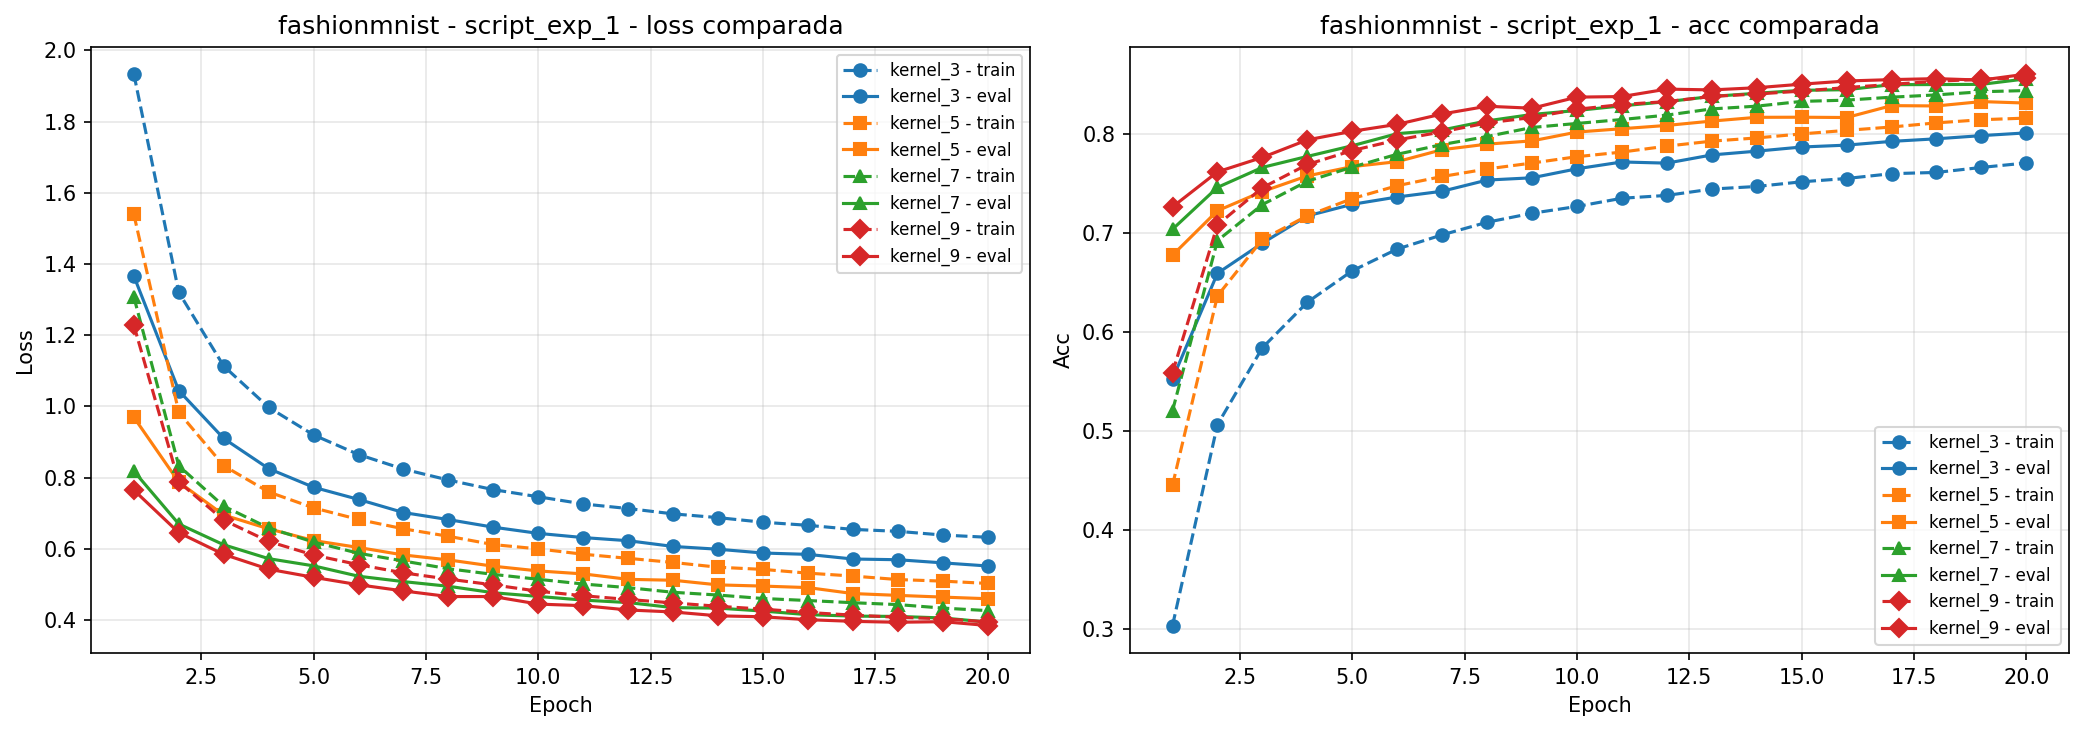 fashionmnist - script_exp_1 - loss comparada
2.0
1.8
1.6
1.4
1.2
1.0
0.8
0.6
0.4
Loss
kernel_3 - train
kernel_3 - eval
kernel_5 - train
kernel_5 - eval
kernel_7 - train
kernel_7 - eval
kernel_9 - train
kernel_9 - eval
2.5 5.0 7.5 10.0 12.5 15.0 17.5 20.0
Epoch
fashionmnist - script_exp_1 - acc comparada
0.8
0.7
0.6
0.5
0.4
0.3
Acc
kernel_3 - train
kernel_3 - eval
kernel_5 - train
kernel_5 - eval
kernel_7 - train
kernel_7 - eval
kernel_9 - train
kernel_9 - eval
2.5 5.0 7.5 10.0 12.5 15.0 17.5 20.0
Epoch